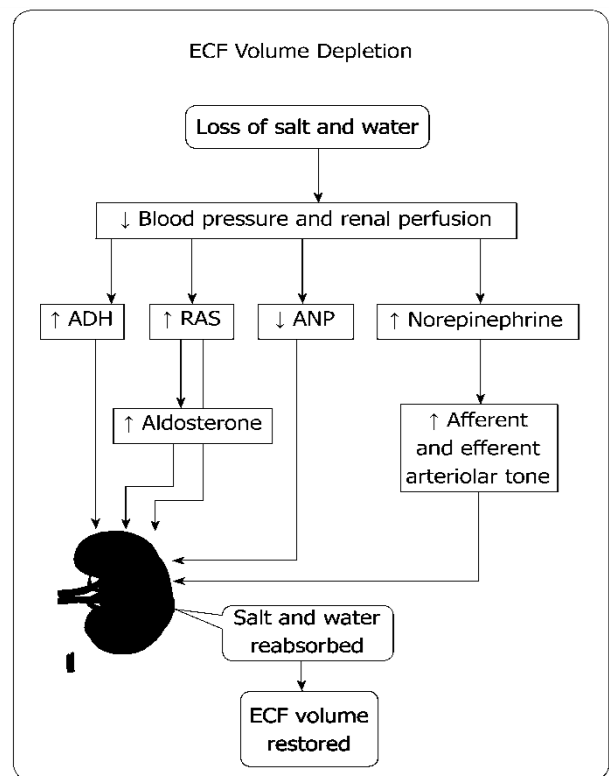 ECF Volume Depletion
Loss of salt and water
↓ Blood pressure and renal perfusion
↑ ADH
↑ RAS
↓ ANP
↑ Norepinephrine
↑ Aldosterone
↑ Afferent
and efferent
arteriolar tone
Salt and water
reabsorbed
ECF volume
restored